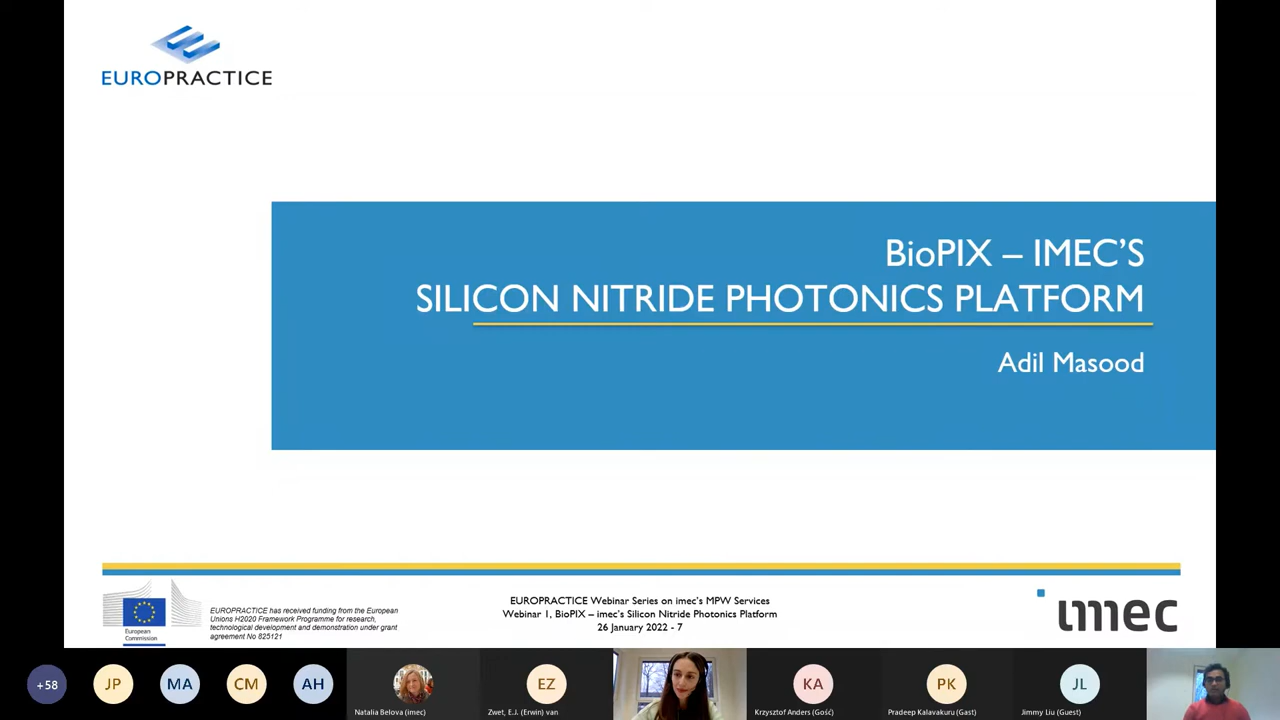 EUROPRACTICE
BioPIX – IMEC'S
SILICON NITRIDE PHOTONICS PLATFORM
Adil Masood
European
Commission
EUROPRACTICE has received funding from the European
Unions H2020 Framework Programme for research,
technological development and demonstration under grant
agreement No 825121
EUROPRACTICE Webinar Series on imec's MPW Services
Webinar 1, BioPIX – imec's Silicon Nitride Photonics Platform
26 January 2022 - 7
imec
+58
JP
MA
CM
AH
Natalia Belova (imec)
EZ
Zwet, E.J. (Erwin) van
KA
Krzysztof Anders (Gość)
PK
Pradeep Kalavakuru (Gast)
JL
Jimmy Liu (Guest)